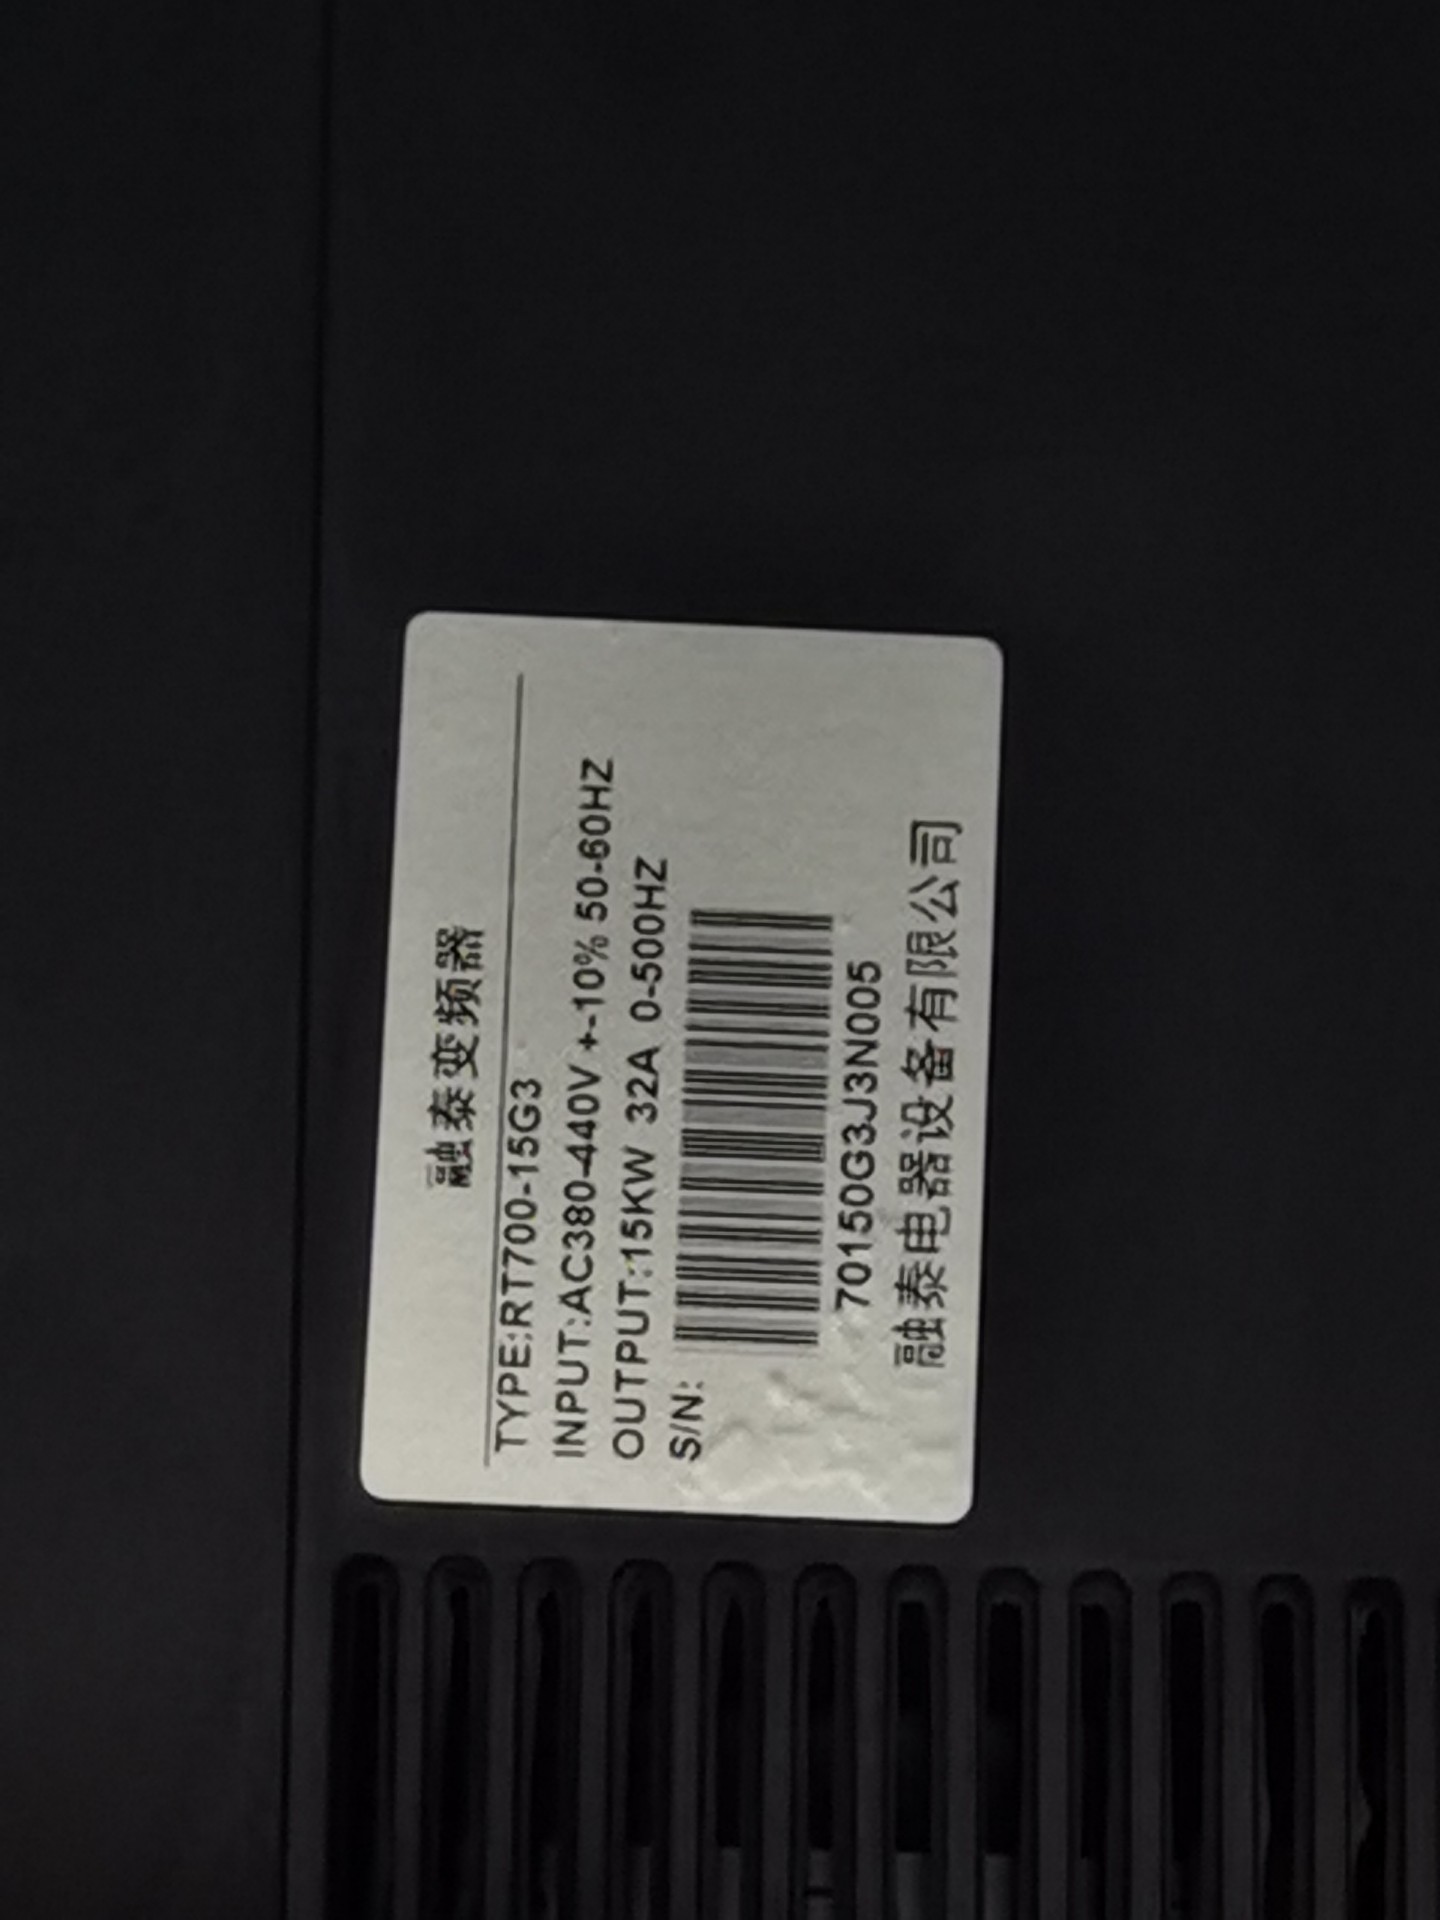 融泰变频器
TYPE:RT700-15G3
INPUT:AC380-440V +-10% 50-60HZ
OUTPUT:15KW 32A 0-500HZ
S/N:
70150G3J3N005
融泰电器设备有限公司